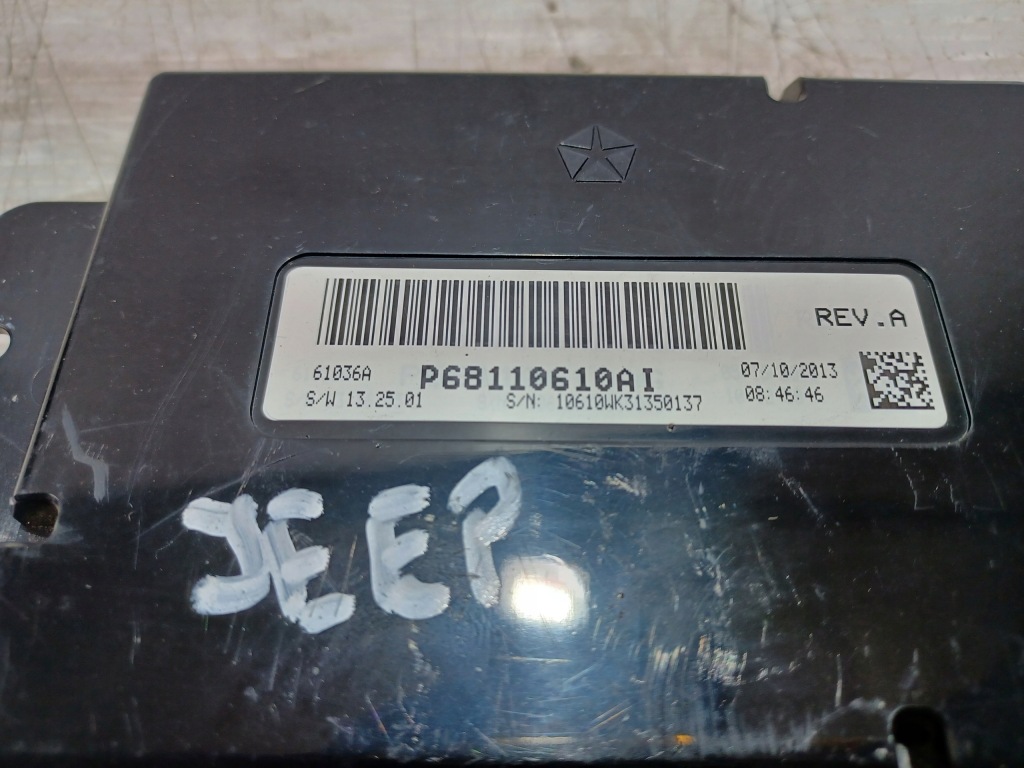 REV.A
61036A P68110610AI 07/10/2013
S/W 13.25.01 S/N: 10610WK31350137 08:46:46
JEEP